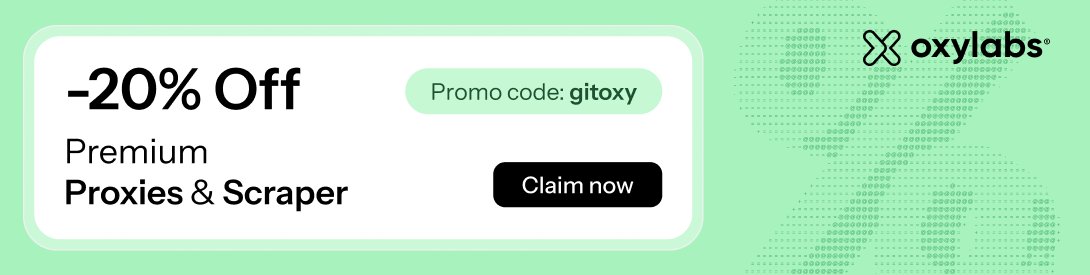 -20% Off
Promo code: gitoxy
Premium
Proxies & Scraper
Claim now
oxylabs®